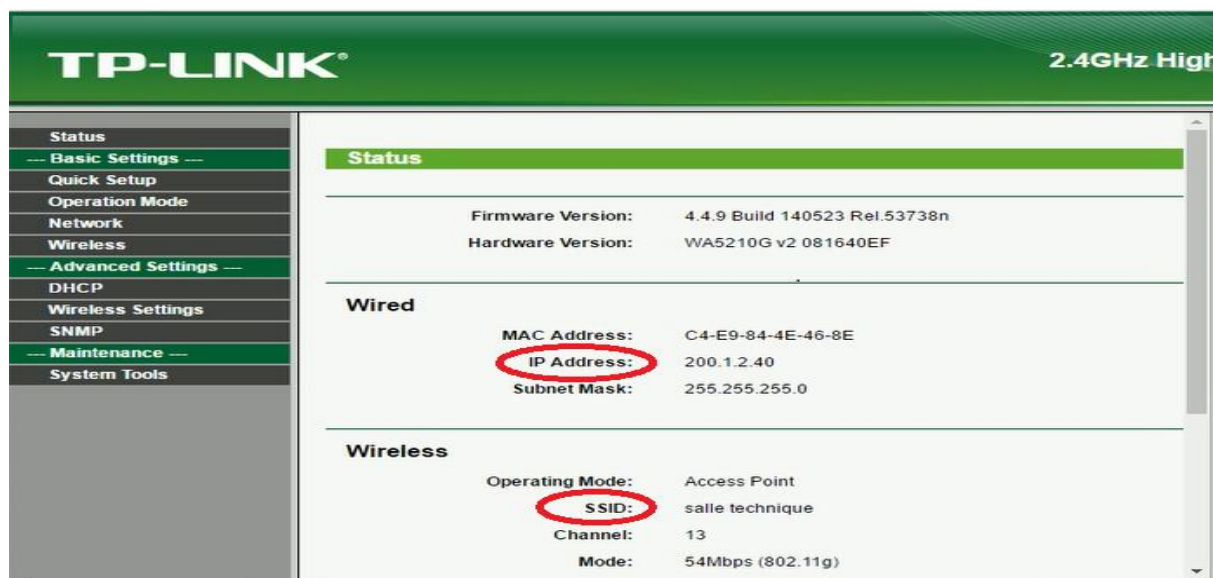 TP-LINK®
2.4GHz High
Status
--- Basic Settings ---
Quick Setup
Operation Mode
Network
Wireless
--- Advanced Settings ---
DHCP
Wireless Settings
SNMP
--- Maintenance ---
System Tools
Status
Firmware Version: 4.4.9 Build 140523 Rel.53738n
Hardware Version: WA5210G v2 081640EF
Wired
MAC Address: C4-E9-84-4E-46-8E
IP Address: 200.1.2.40
Subnet Mask: 255.255.255.0
Wireless
Operating Mode: Access Point
SSID: salle technique
Channel: 13
Mode: 54Mbps (802.11g)